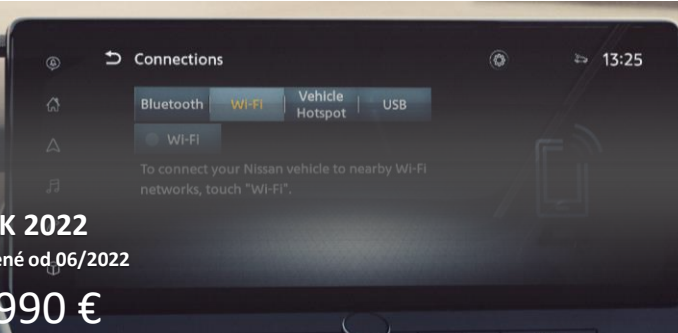 Connections
13:25
Bluetooth Wi-Fi Vehicle Hotspot USB
Wi-Fi
To connect your Nissan vehicle to nearby Wi-Fi
networks, touch "Wi-Fi".
K 2022
ené od 06/2022
990 €